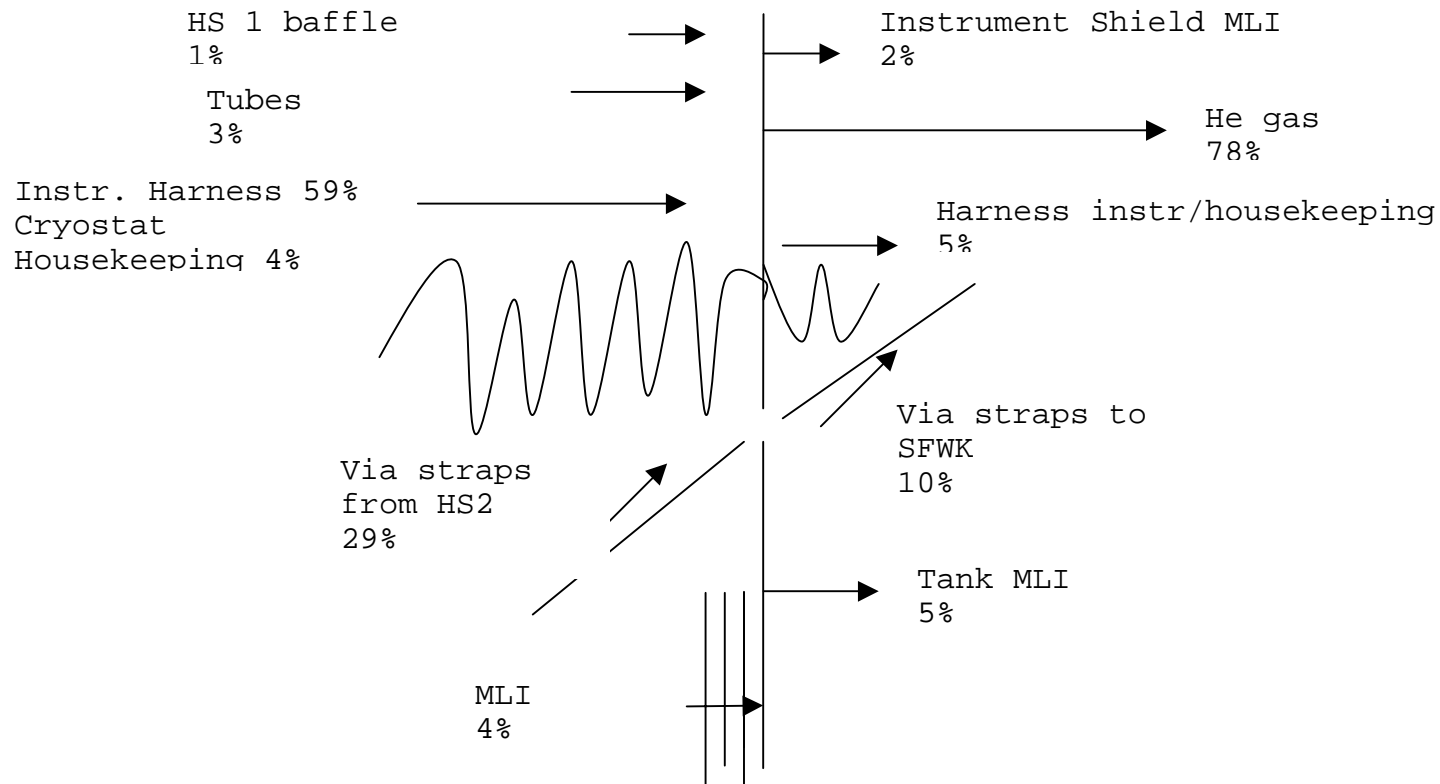 HS 1 baffle
1%
Tubes
3%
Instr. Harness 59%
Cryostat
Housekeeping 4%
Via straps
from HS2
29%
MLI
4%
Instrument Shield MLI
2%
He gas
78%
Harness instr/housekeeping
5%
Via straps to
SFWK
10%
Tank MLI
5%